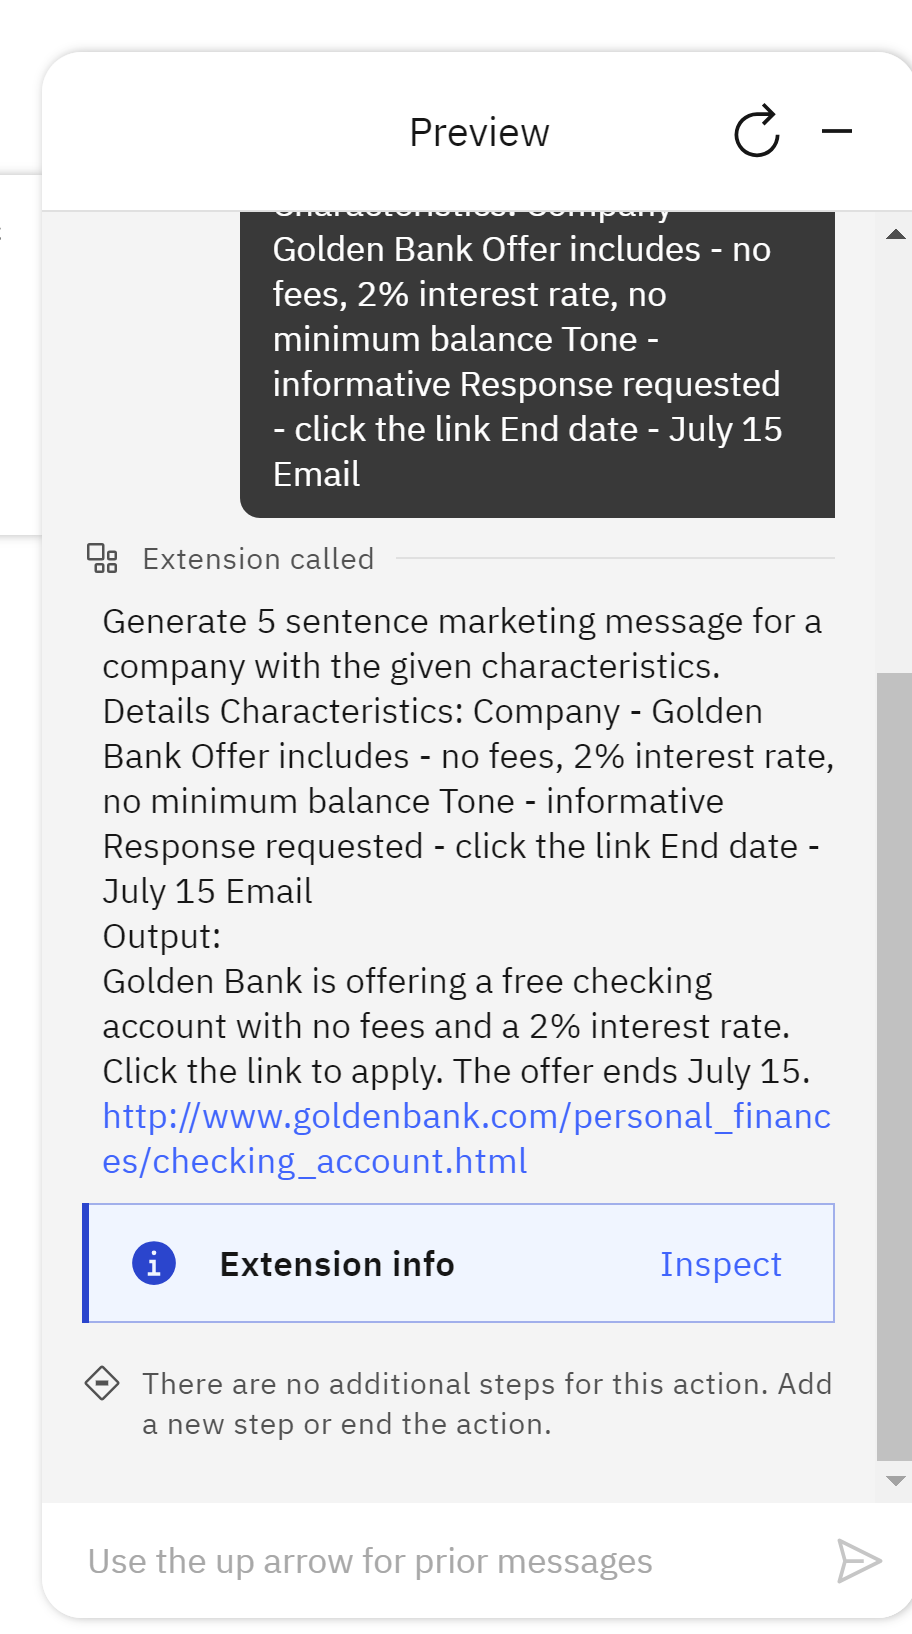 Preview
Characteristics: Company
Golden Bank Offer includes - no
fees, 2% interest rate, no
minimum balance Tone -
informative Response requested
- click the link End date - July 15
Email
Extension called
Generate 5 sentence marketing message for a
company with the given characteristics.
Details Characteristics: Company - Golden
Bank Offer includes - no fees, 2% interest rate,
no minimum balance Tone - informative
Response requested - click the link End date -
July 15 Email
Output:
Golden Bank is offering a free checking
account with no fees and a 2% interest rate.
Click the link to apply. The offer ends July 15.
http://www.goldenbank.com/personal_financ
es/checking_account.html
Extension info
Inspect
There are no additional steps for this action. Add
a new step or end the action.
Use the up arrow for prior messages